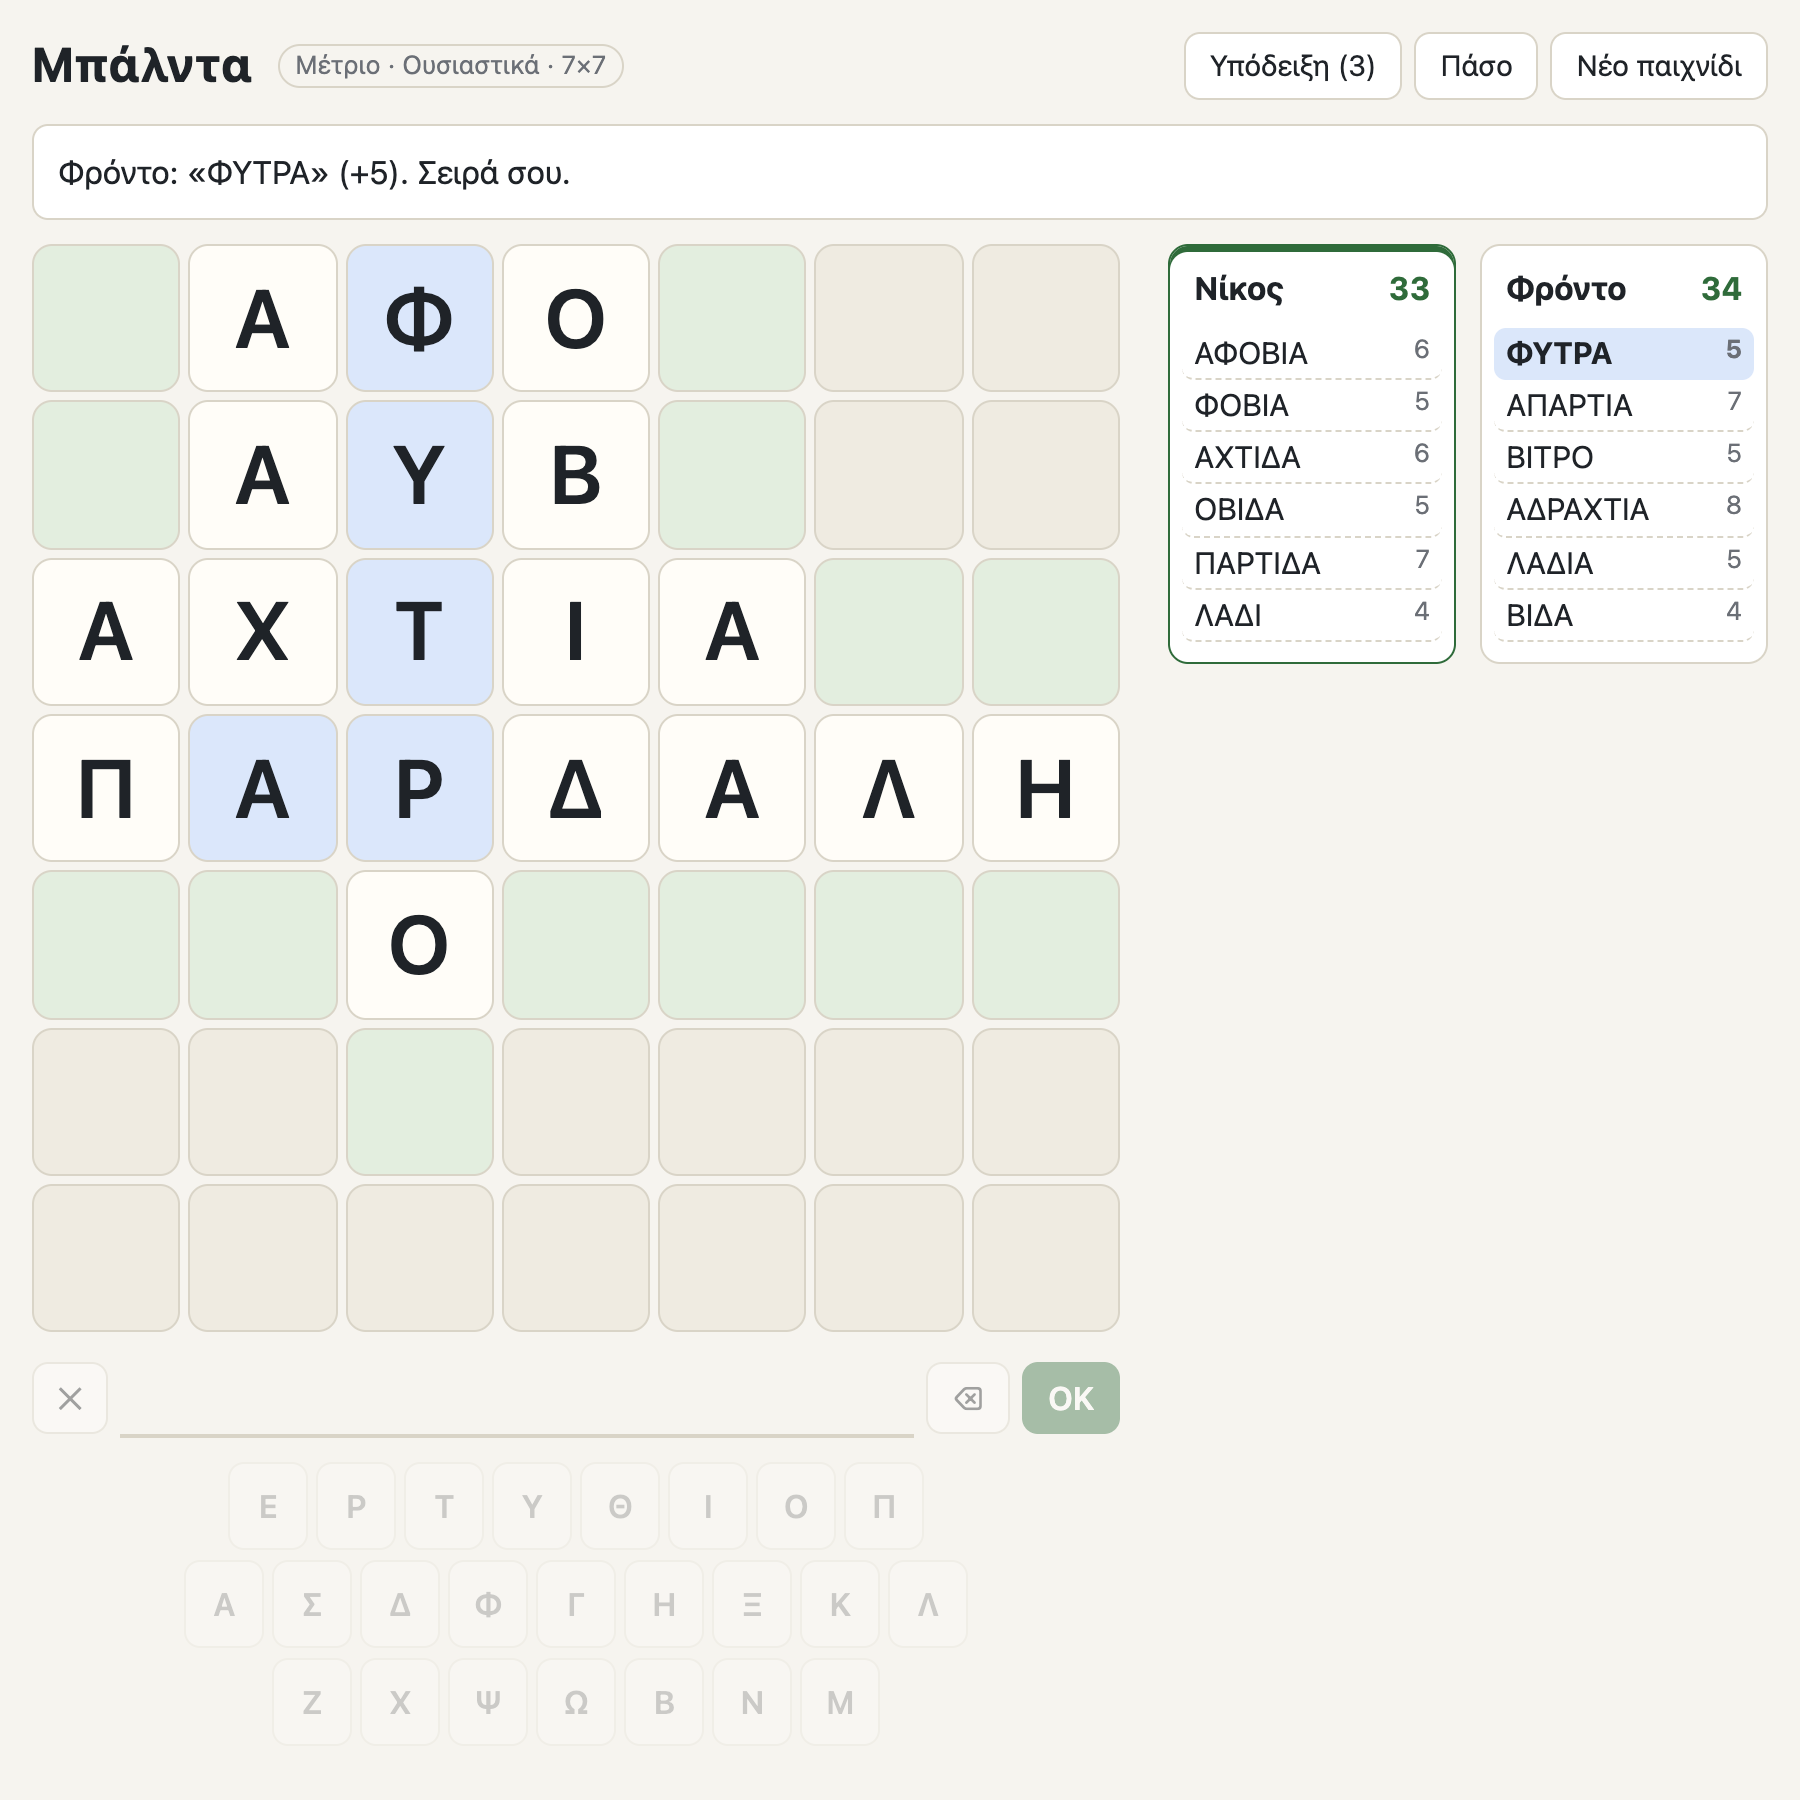 Μπάλντα
Μέτριο · Ουσιαστικά · 7×7
Υπόδειξη (3)
Πάσο
Νέο παιχνίδι
Φρόντο: «ΦΥΤΡΑ» (+5). Σειρά σου.
Α Φ Ο
Α Υ Β
Α Χ Τ Ι Α
Π Α Ρ Δ Α Λ Η
Ο
Νίκος 33
ΑΦΟΒΙΑ 6
ΦΟΒΙΑ 5
ΑΧΤΙΔΑ 6
ΟΒΙΔΑ 5
ΠΑΡΤΙΔΑ 7
ΛΑΔΙ 4
Φρόντο 34
ΦΥΤΡΑ 5
ΑΠΑΡΤΙΑ 7
ΒΙΤΡΟ 5
ΑΔΡΑΧΤΙΑ 8
ΛΑΔΙΑ 5
ΒΙΔΑ 4
OK
Ε Ρ Τ Υ Θ Ι Ο Π
Α Σ Δ Φ Γ Η Ξ Κ Λ
Ζ Χ Ψ Ω Β Ν Μ